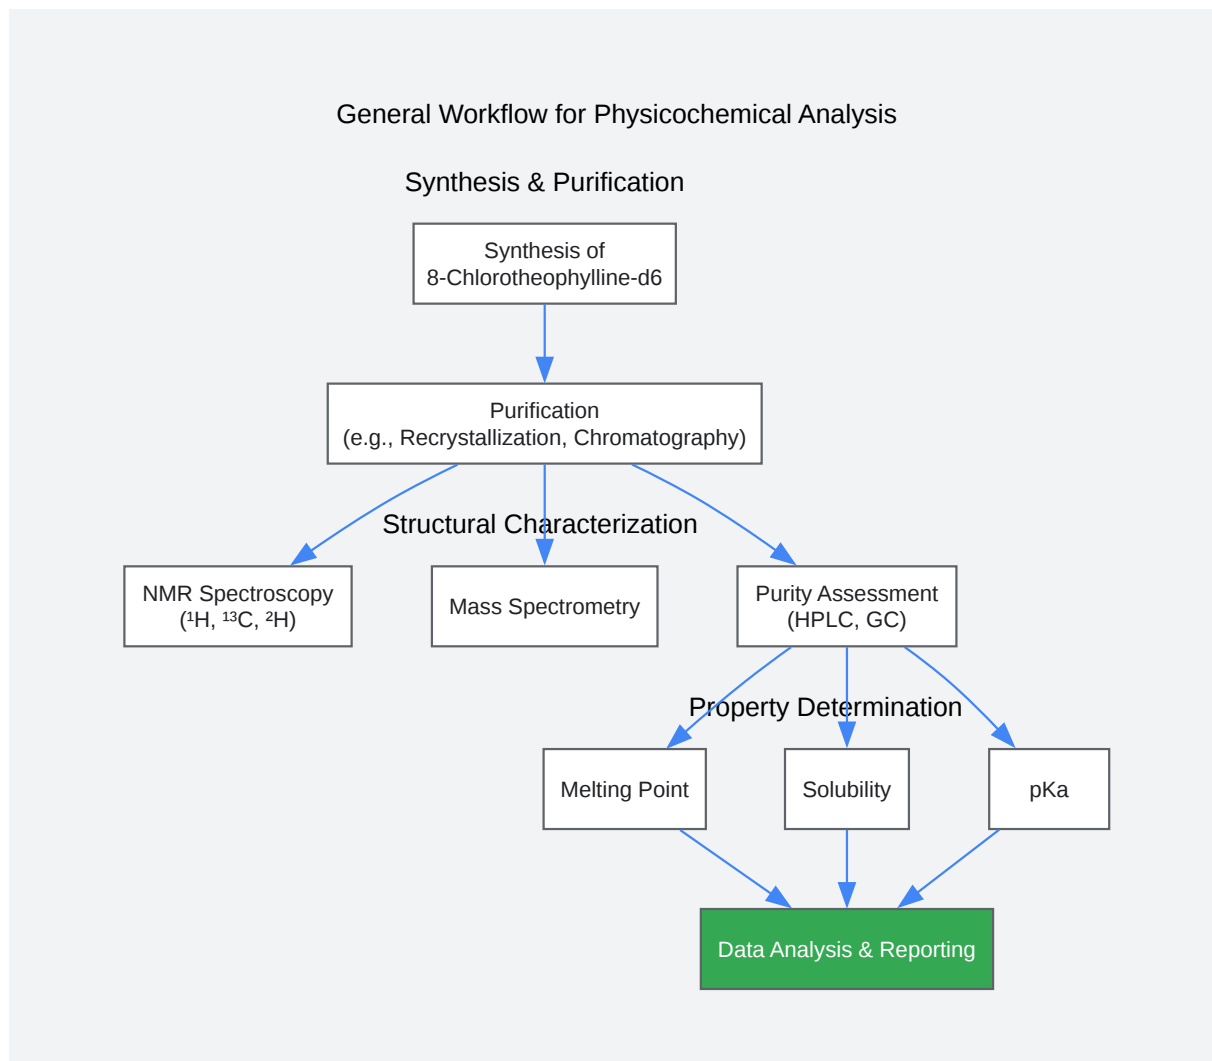 General Workflow for Physicochemical Analysis
Synthesis & Purification
Synthesis of
8-Chlorotheophylline-d6
Purification
(e.g., Recrystallization, Chromatography)
Structural Characterization
NMR Spectroscopy
(¹H, ¹³C, ²H)
Mass Spectrometry
Purity Assessment
(HPLC, GC)
Property Determination
Melting Point
Solubility
pKa
Data Analysis & Reporting